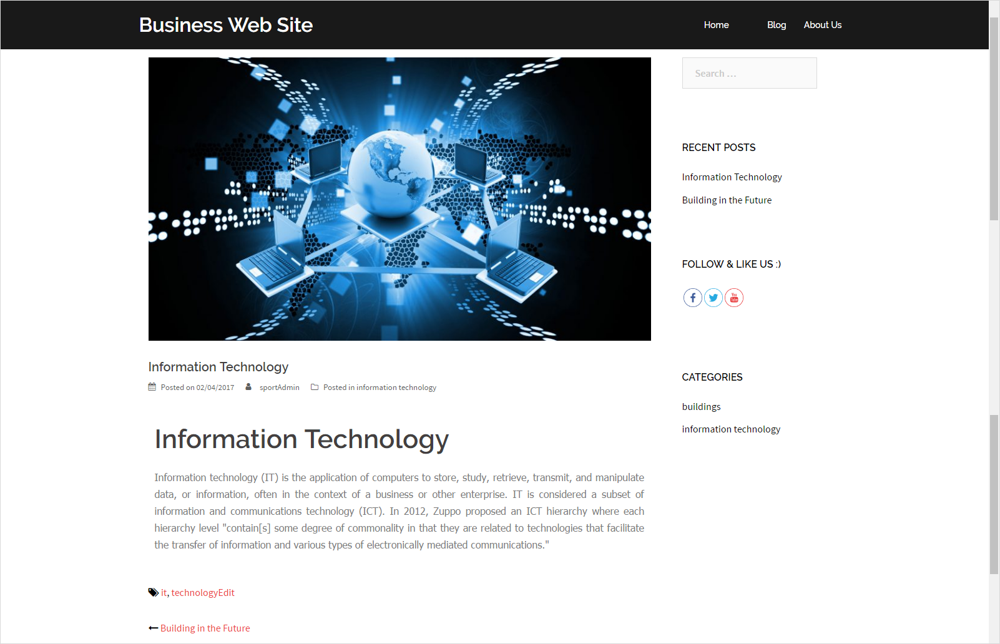 Business Web Site
Home Blog About Us
Search ...
RECENT POSTS
Information Technology
Building in the Future
FOLLOW & LIKE US :)
You
Tube
CATEGORIES
buildings
information technology
Information Technology
Posted on 02/04/2017 sportAdmin Posted in information technology
Information Technology
Information technology (IT) is the application of computers to store, study, retrieve, transmit, and manipulate
data, or information, often in the context of a business or other enterprise. IT is considered a subset of
information and communications technology (ICT). In 2012, Zuppo proposed an ICT hierarchy where each
hierarchy level "contain[s] some degree of commonality in that they are related to technologies that facilitate
the transfer of information and various types of electronically mediated communications."
it, technologyEdit
Building in the Future